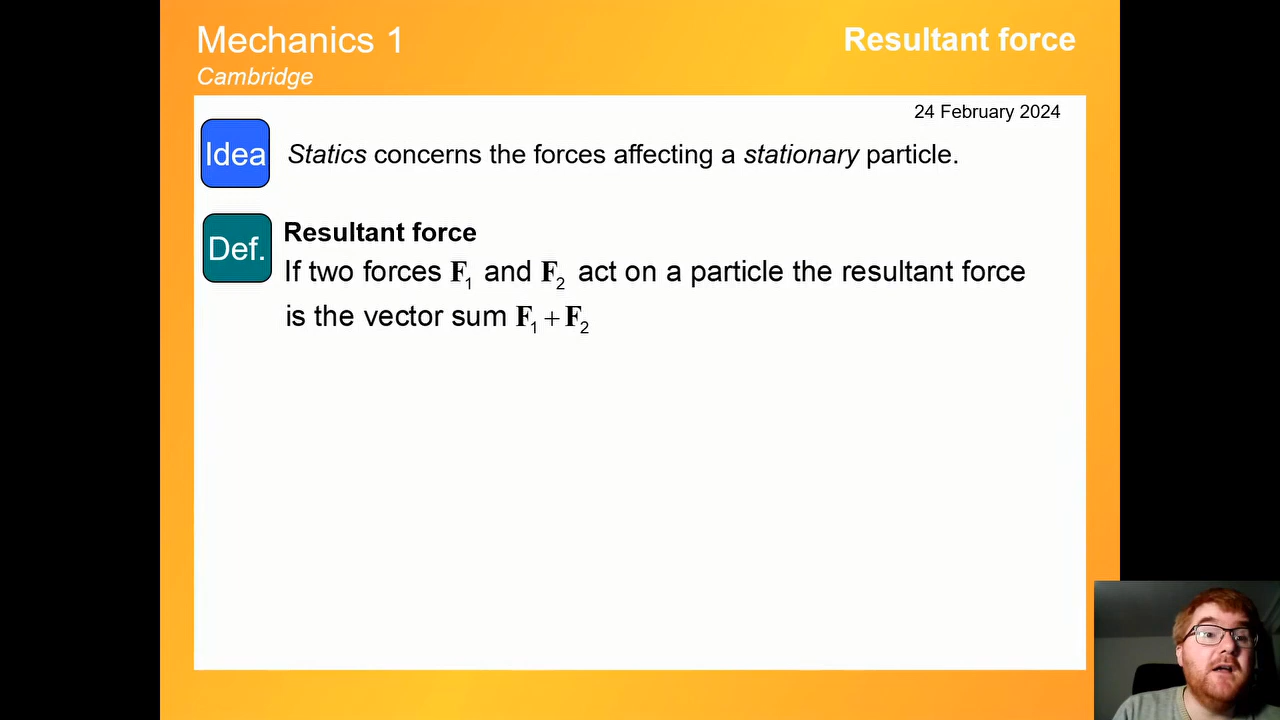 Mechanics 1
Resultant force
Cambridge
24 February 2024
Idea
Statics concerns the forces affecting a stationary particle.
Def.
Resultant force
If two forces F₁ and F₂ act on a particle the resultant force
is the vector sum F₁ + F₂